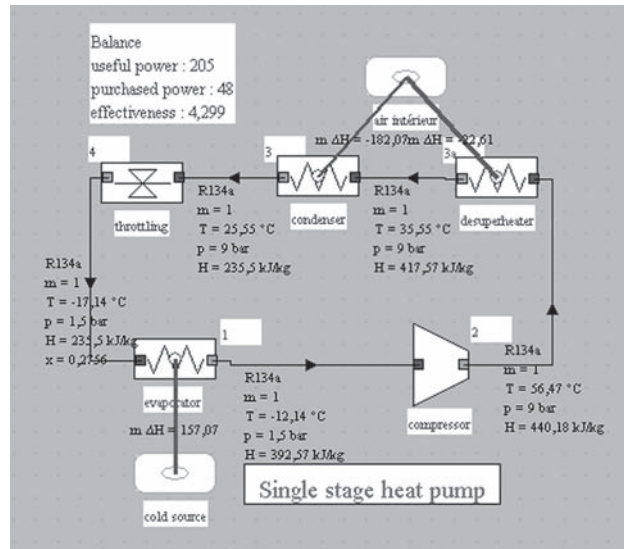 Balance
useful power : 205
purchased power : 48
effectiveness : 4,299
air intérieur
m ΔH = -182,07
m ΔH = -22,61
4
3
3a
throttling
condenser
desuperheater
R134a
m = 1
T = 25,55 °C
p = 9 bar
H = 235,5 kJ/kg
R134a
m = 1
T = 35,55 °C
p = 9 bar
H = 417,57 kJ/kg
R134a
m = 1
T = -17,14 °C
p = 1,5 bar
H = 235,5 kJ/kg
x = 0,2756
1
2
evaporator
compressor
R134a
m = 1
T = -12,14 °C
p = 1,5 bar
H = 392,57 kJ/kg
R134a
m = 1
T = 56,47 °C
p = 9 bar
H = 440,18 kJ/kg
m ΔH = 157,07
cold source
Single stage heat pump